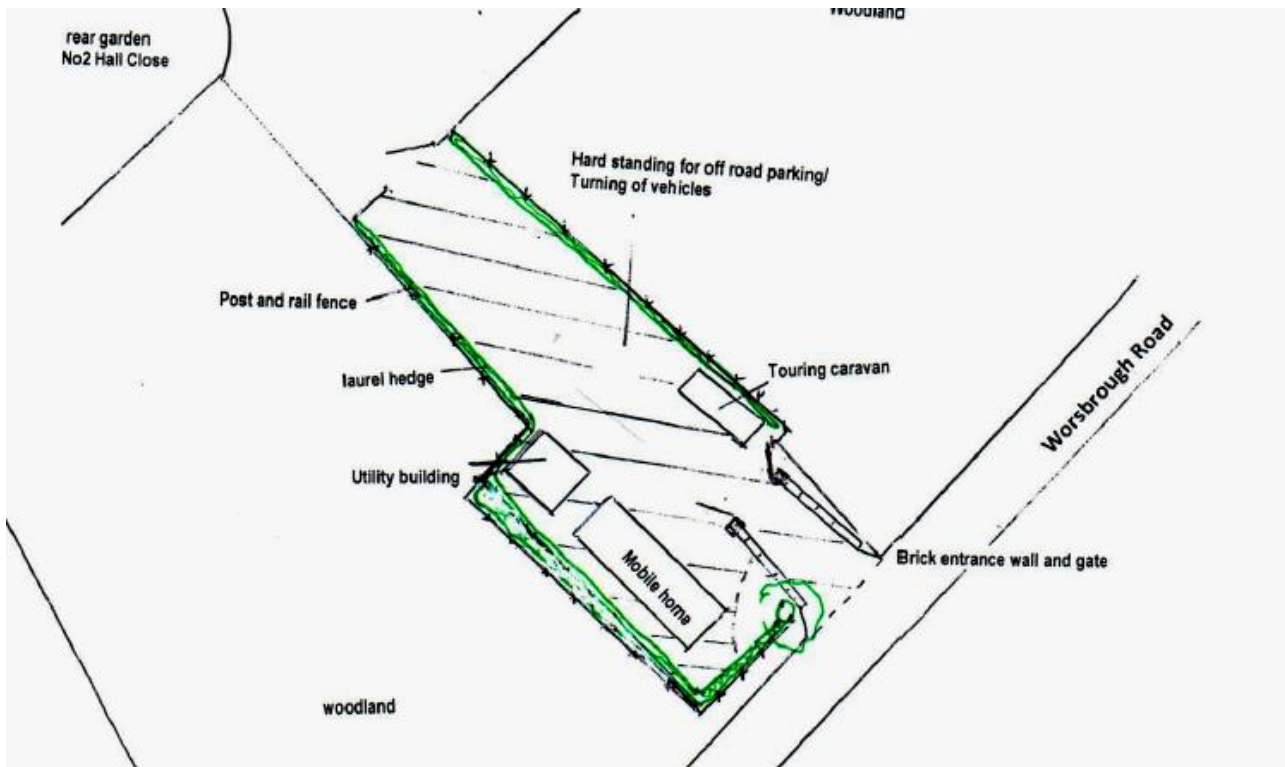 Woodland
rear garden
No2 Hall Close
Hard standing for off road parking/
Turning of vehicles
Post and rail fence
laurel hedge
Touring caravan
Worsbrough Road
Utility building
Mobile home
Brick entrance wall and gate
woodland